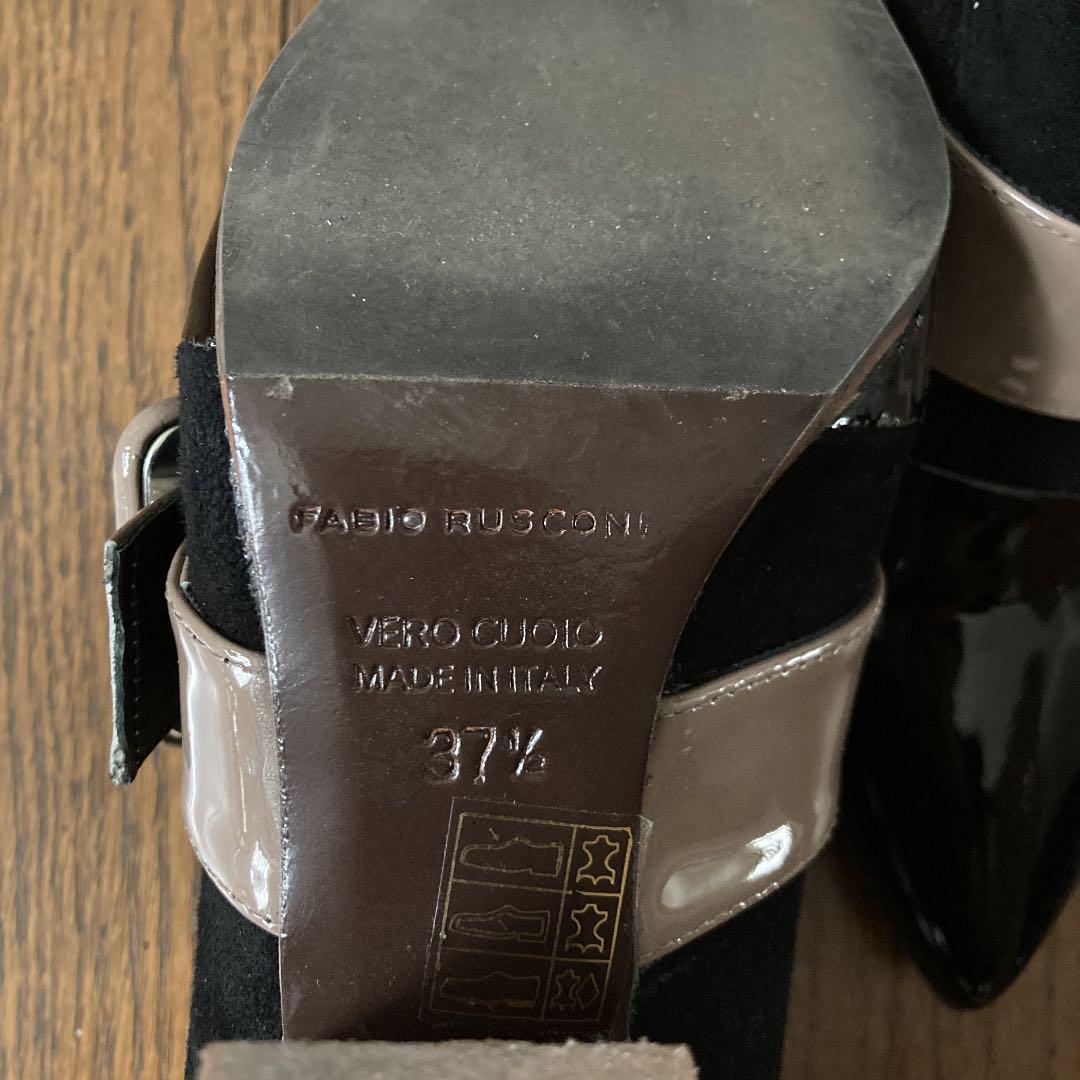 FABIO RUSCONI
VERO CUOIO
MADE IN ITALY
37½